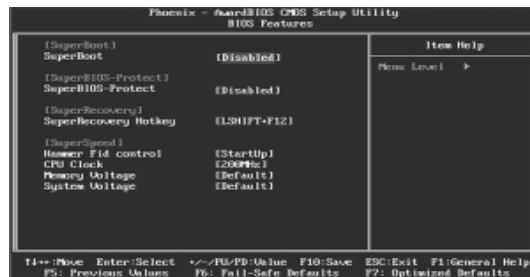 Phoenix - AwardBIOS CMOS Setup Utility
BIOS Features
[SuperBoot]
SuperBoot [Disabled]
Item Help
Menu Level ▶
[SuperBIOS-Protect]
SuperBIOS-Protect [Disabled]
[SuperRecovery]
SuperRecovery Hotkey [LSHIFT+F12]
[SuperSpeed]
Hammer Fid control [StartUp]
CPU Clock [200MHz]
Memory Voltage [Default]
System Voltage [Default]
↑↓→←:Move Enter:Select +/-/PU/PD:Value F10:Save ESC:Exit F1:General Help
F5: Previous Values F6: Fail-Safe Defaults F7: Optimized Defaults